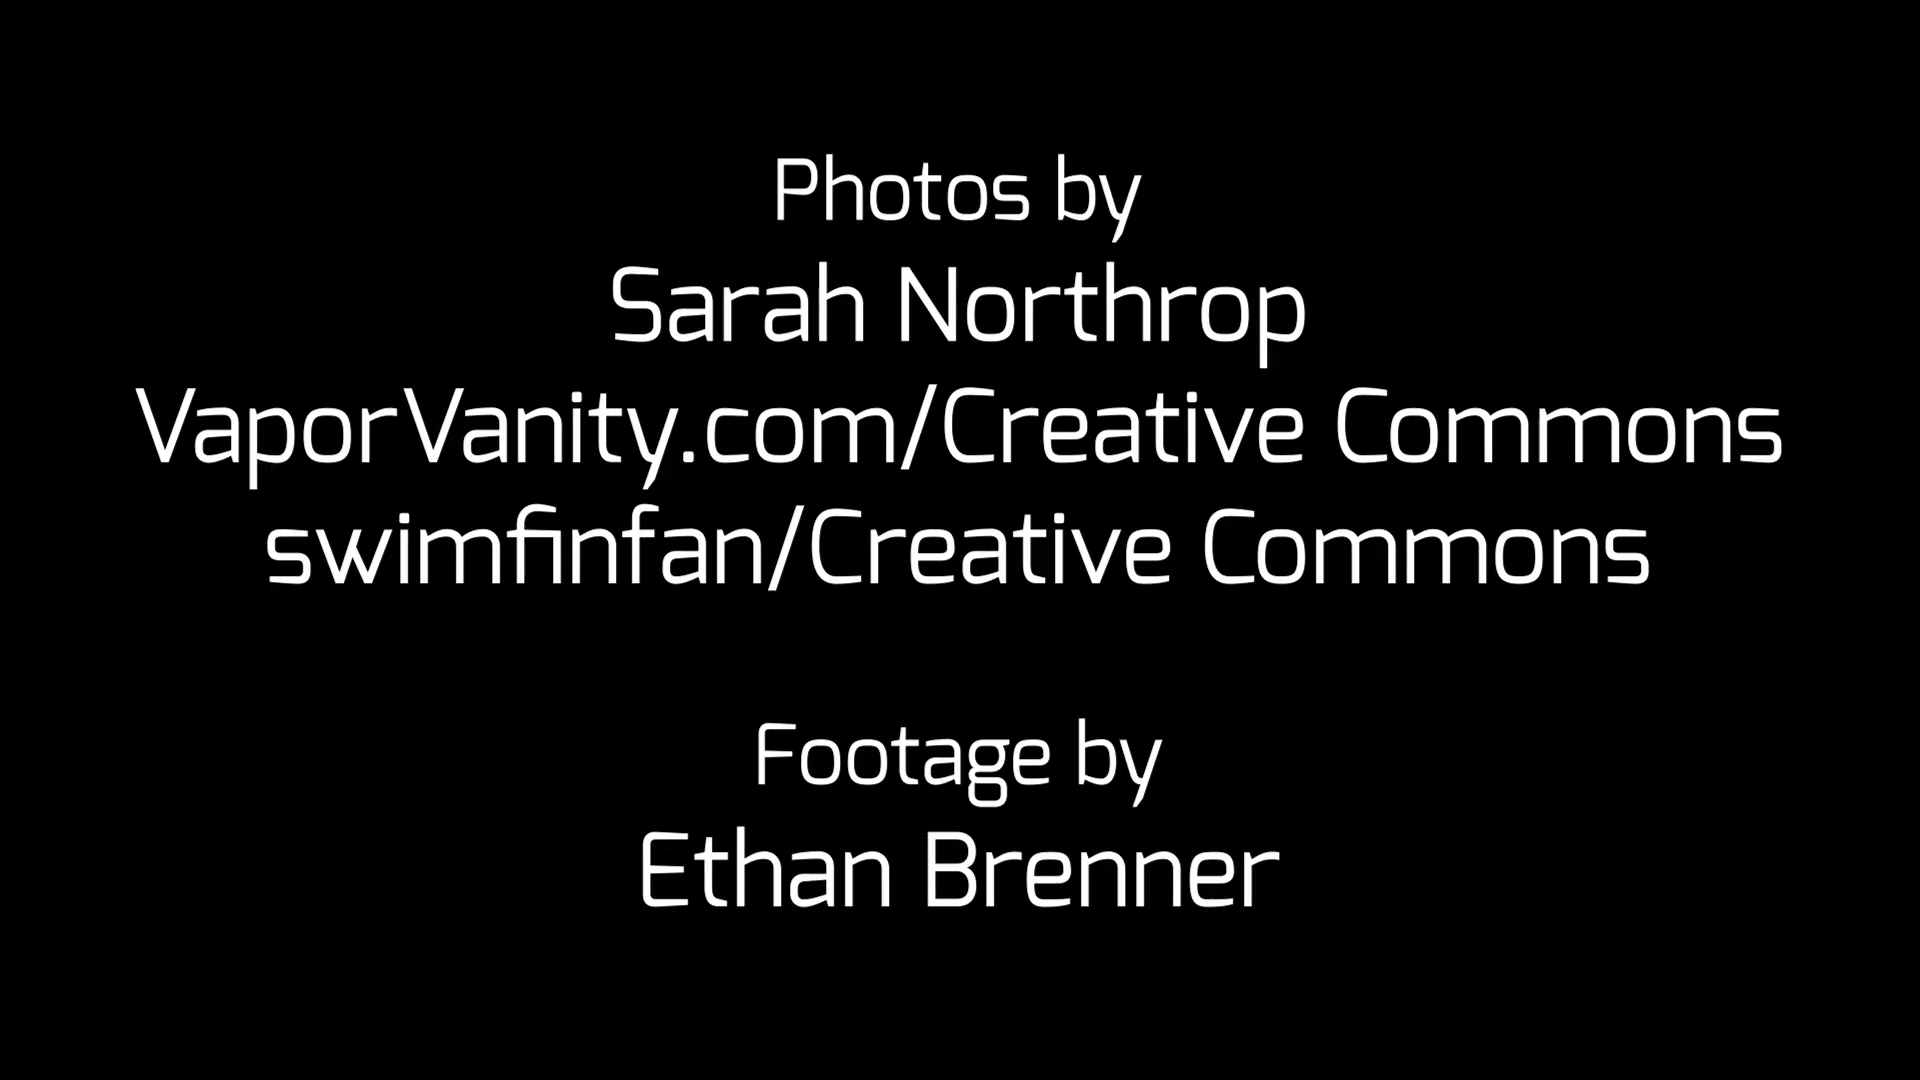 Photos by
Sarah Northrop
VaporVanity.com/Creative Commons
swimfinfan/Creative Commons
Footage by
Ethan Brenner